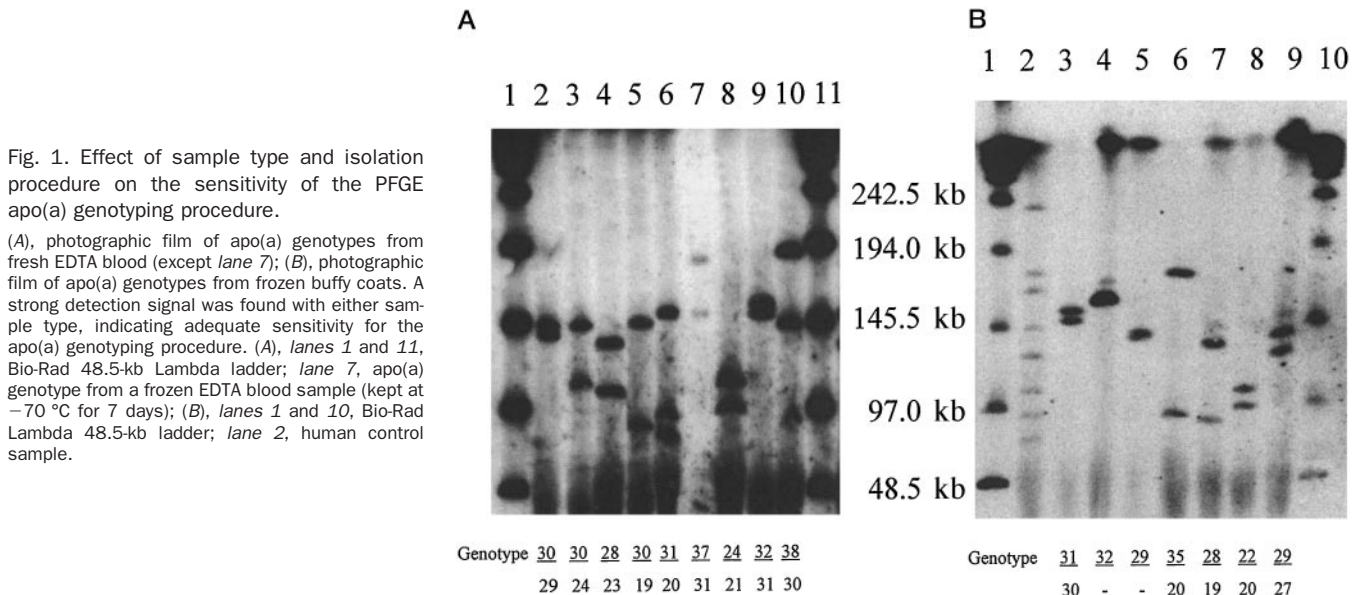 Fig. 1. Effect of sample type and isolation
procedure on the sensitivity of the PFGE
apo(a) genotyping procedure.
(A), photographic film of apo(a) genotypes from
fresh EDTA blood (except lane 7); (B), photographic
film of apo(a) genotypes from frozen buffy coats. A
strong detection signal was found with either sam-
ple type, indicating adequate sensitivity for the
apo(a) genotyping procedure. (A), lanes 1 and 11,
Bio-Rad 48.5-kb Lambda ladder; lane 7, apo(a)
genotype from a frozen EDTA blood sample (kept at
−70 °C for 7 days); (B), lanes 1 and 10, Bio-Rad
Lambda 48.5-kb ladder; lane 2, human control
sample.
A
1 2 3 4 5 6 7 8 9 10 11
242.5 kb
194.0 kb
145.5 kb
97.0 kb
48.5 kb
Genotype 30 30 28 30 31 37 24 32 38
29 24 23 19 20 31 21 31 30
B
1 2 3 4 5 6 7 8 9 10
Genotype 31 32 29 35 28 22 29
30 - - 20 19 20 27